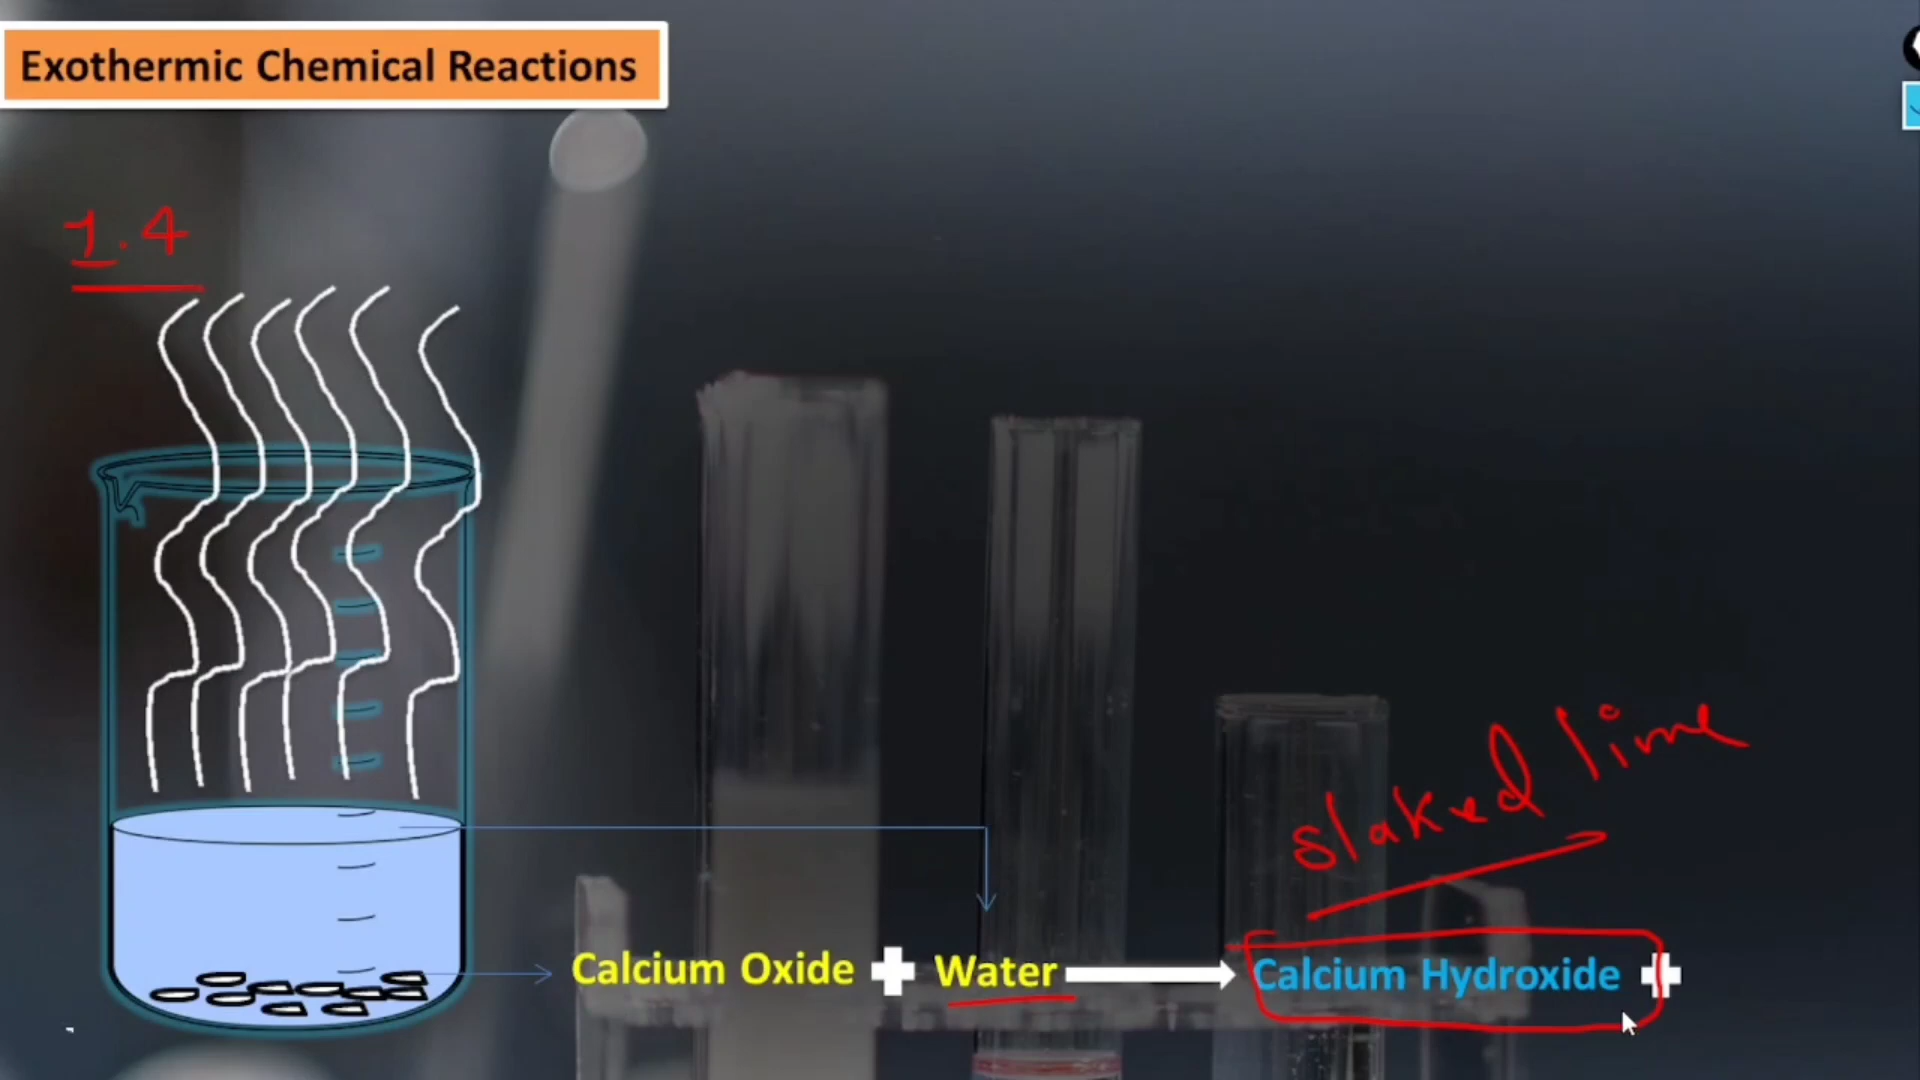 Exothermic Chemical Reactions
1.4
slaked lime
Calcium Oxide + Water → Calcium Hydroxide +